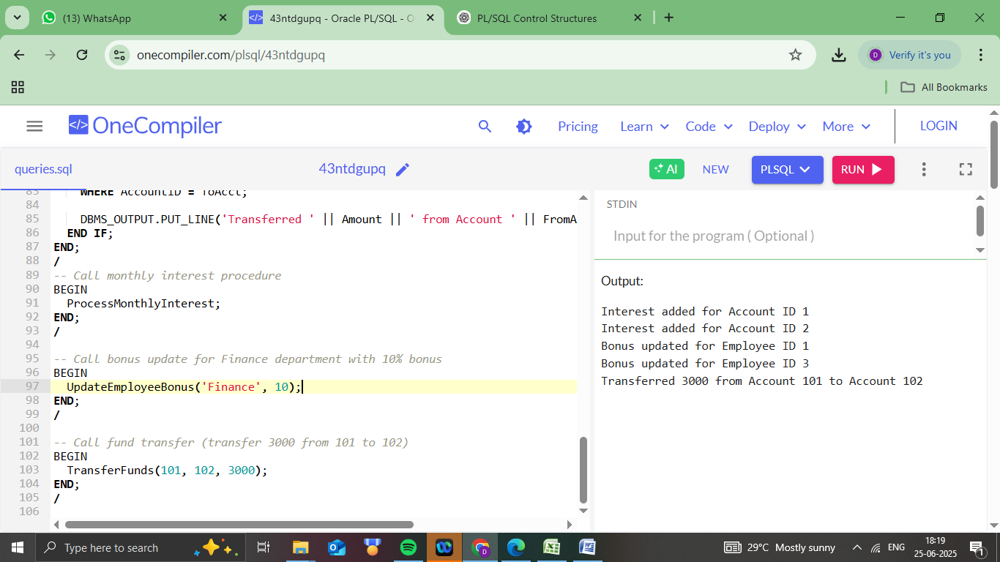 (13) WhatsApp
43ntdgupq - Oracle PL/SQL - O
PL/SQL Control Structures
onecompiler.com/plsql/43ntdgupq
Verify it's you
All Bookmarks
</> OneCompiler
Pricing
Learn
Code
Deploy
More
LOGIN
queries.sql
43ntdgupq
AI
NEW
PLSQL
RUN
83 WHERE AccountID = ToAcct;
84
85 DBMS_OUTPUT.PUT_LINE('Transferred ' || Amount || ' from Account ' || FromA
86 END IF;
87 END;
88 /
89 -- Call monthly interest procedure
90 BEGIN
91 ProcessMonthlyInterest;
92 END;
93 /
94
95 -- Call bonus update for Finance department with 10% bonus
96 BEGIN
97 UpdateEmployeeBonus('Finance', 10);
98 END;
99 /
100
101 -- Call fund transfer (transfer 3000 from 101 to 102)
102 BEGIN
103 TransferFunds(101, 102, 3000);
104 END;
105 /
106
STDIN
Input for the program ( Optional )
Output:
Interest added for Account ID 1
Interest added for Account ID 2
Bonus updated for Employee ID 1
Bonus updated for Employee ID 3
Transferred 3000 from Account 101 to Account 102
Type here to search
29°C Mostly sunny
ENG
18:19
25-06-2025
1